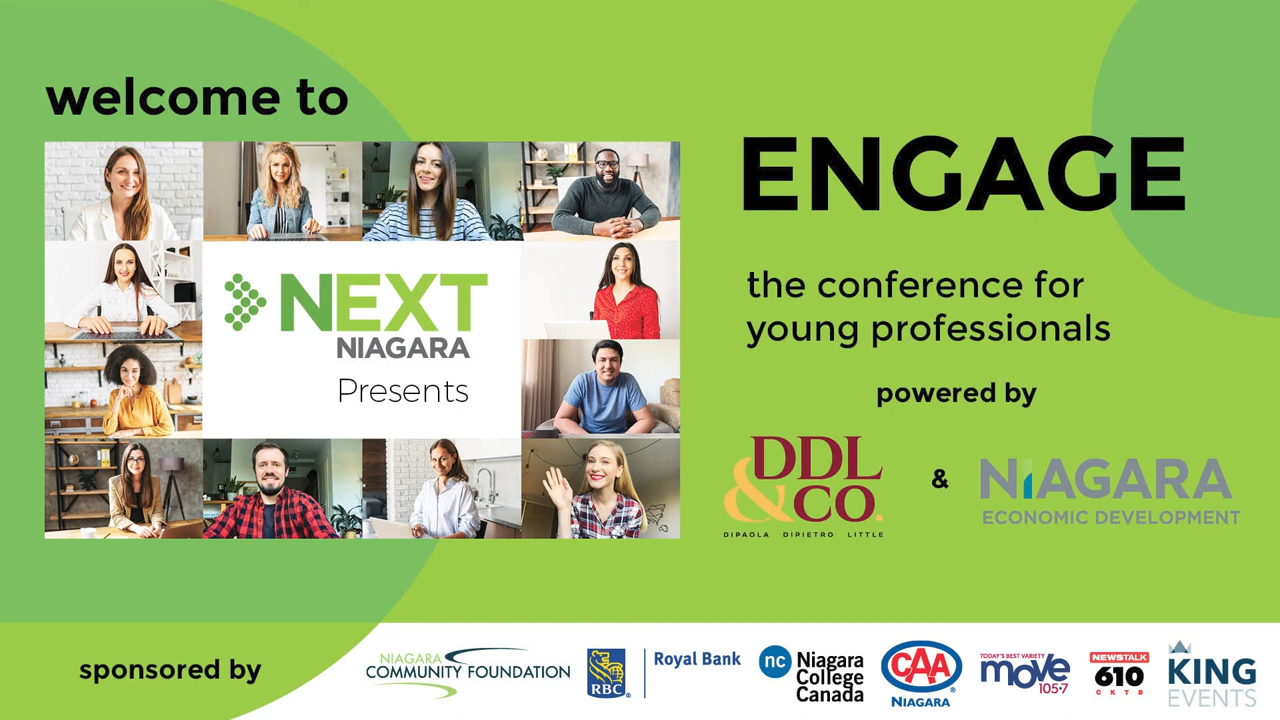 welcome to
NEXT
NIAGARA
Presents
ENGAGE
the conference for
young professionals
powered by
DDL
&CO.
DIPAOLA DIPIETRO LITTLE
&
NIAGARA
ECONOMIC DEVELOPMENT
sponsored by
NIAGARA
COMMUNITY FOUNDATION
RBC®
Royal Bank
nc
Niagara
College
Canada
CAA®
NIAGARA
TODAY'S BEST VARIETY
move
105•7
NEWSTALK
610
CKTB
KING
EVENTS